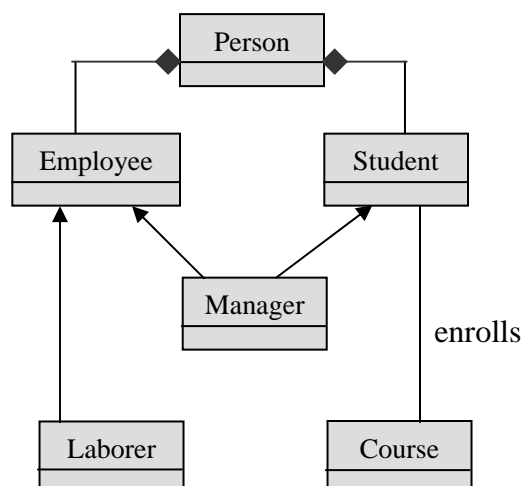 Person
Employee
Student
Manager
enrolls
Laborer
Course